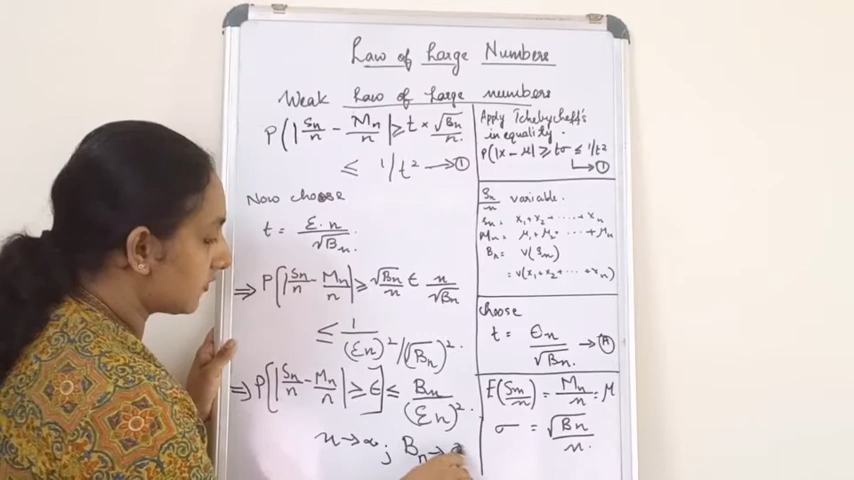 Law of Large Numbers
Weak Law of Large numbers
P(|Sn/n - Mn/n| ≥ t × √Bn/n
≤ 1/t² → ①
Now choose
t = Ɛ.n/√Bn.
⇒ P[|Sn/n - Mn/n| ≥ √Bn/n Є n/√Bn
≤ 1/(Ɛn)²/(√Bn)².
⇒ P[|Sn/n - Mn/n| ≥ Є] ≤ Bn/(Ɛn)².
n → ∞; Bn →
Apply Tchebycheff's
inequality.
P(|x - μ| ≥ tσ ≤ 1/t²
→ ①
Sn/n variable.
Sn = x₁ + x₂ + ..... + xn
Mn = μ₁ + μ₂ ..... + μn
Bn = V(Sn)
= V(x₁ + x₂ + ... + xn)
choose
t = Єn/√Bn. → Ⓐ
E(Sn/n) = Mn/n = μ
σ = √Bn/n.